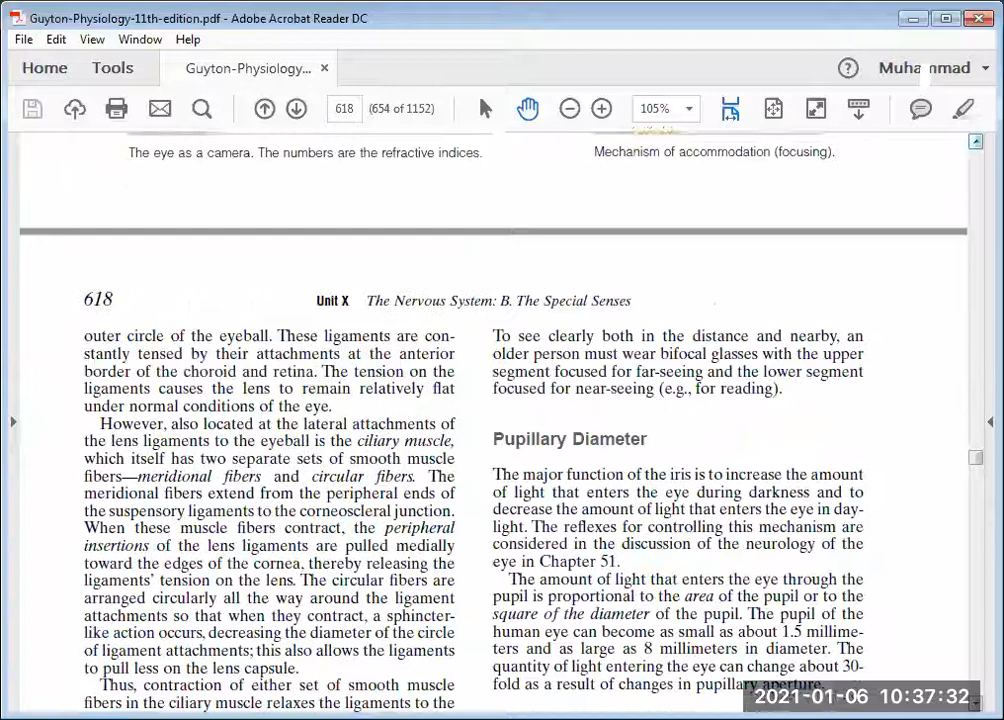 Guyton-Physiology-11th-edition.pdf - Adobe Acrobat Reader DC
File Edit View Window Help
Home Tools Guyton-Physiology... × ? Muhammad
618 (654 of 1152) 105%
The eye as a camera. The numbers are the refractive indices.
Mechanism of accommodation (focusing).
618 Unit X The Nervous System: B. The Special Senses
outer circle of the eyeball. These ligaments are con-
stantly tensed by their attachments at the anterior
border of the choroid and retina. The tension on the
ligaments causes the lens to remain relatively flat
under normal conditions of the eye.
However, also located at the lateral attachments of
the lens ligaments to the eyeball is the ciliary muscle,
which itself has two separate sets of smooth muscle
fibers—meridional fibers and circular fibers. The
meridional fibers extend from the peripheral ends of
the suspensory ligaments to the corneoscleral junction.
When these muscle fibers contract, the peripheral
insertions of the lens ligaments are pulled medially
toward the edges of the cornea, thereby releasing the
ligaments' tension on the lens. The circular fibers are
arranged circularly all the way around the ligament
attachments so that when they contract, a sphincter-
like action occurs, decreasing the diameter of the circle
of ligament attachments; this also allows the ligaments
to pull less on the lens capsule.
Thus, contraction of either set of smooth muscle
fibers in the ciliary muscle relaxes the ligaments to the
To see clearly both in the distance and nearby, an
older person must wear bifocal glasses with the upper
segment focused for far-seeing and the lower segment
focused for near-seeing (e.g., for reading).
Pupillary Diameter
The major function of the iris is to increase the amount
of light that enters the eye during darkness and to
decrease the amount of light that enters the eye in day-
light. The reflexes for controlling this mechanism are
considered in the discussion of the neurology of the
eye in Chapter 51.
The amount of light that enters the eye through the
pupil is proportional to the area of the pupil or to the
square of the diameter of the pupil. The pupil of the
human eye can become as small as about 1.5 millime-
ters and as large as 8 millimeters in diameter. The
quantity of light entering the eye can change about 30-
fold as a result of changes in pupillary aperture.
2021-01-06 10:37:32